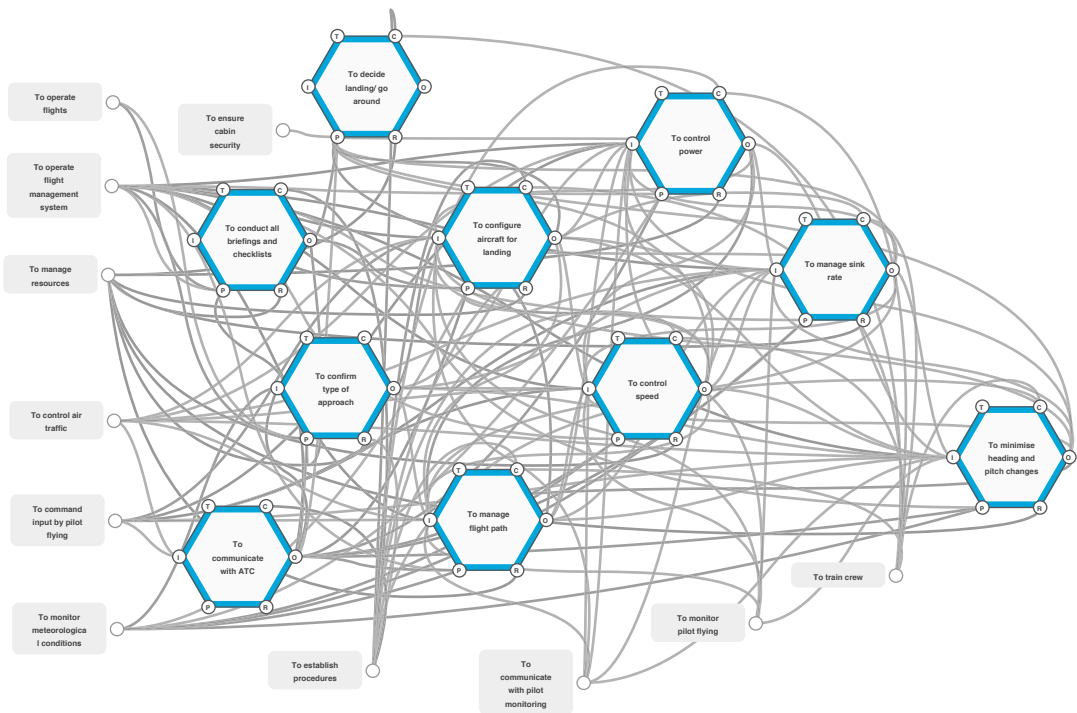 T
C
To decide
landing/ go
around
I
O
P
R
To operate
flights
To ensure
cabin
security
T
C
To control
power
I
O
P
R
To operate
flight
management
system
T
C
To conduct all
briefings and
checklists
I
O
P
R
T
C
To configure
aircraft for
landing
I
O
P
R
T
C
To manage sink
rate
I
O
P
R
To manage
resources
T
C
To confirm
type of
approach
I
O
P
R
T
C
To control
speed
I
O
P
R
To control air
traffic
T
C
To minimise
heading and
pitch changes
I
O
P
R
To command
input by pilot
flying
T
C
To
communicate
with ATC
I
O
P
R
T
C
To manage
flight path
I
O
P
R
To train crew
To monitor
meteorologica
l conditions
To monitor
pilot flying
To establish
procedures
To
communicate
with pilot
monitoring